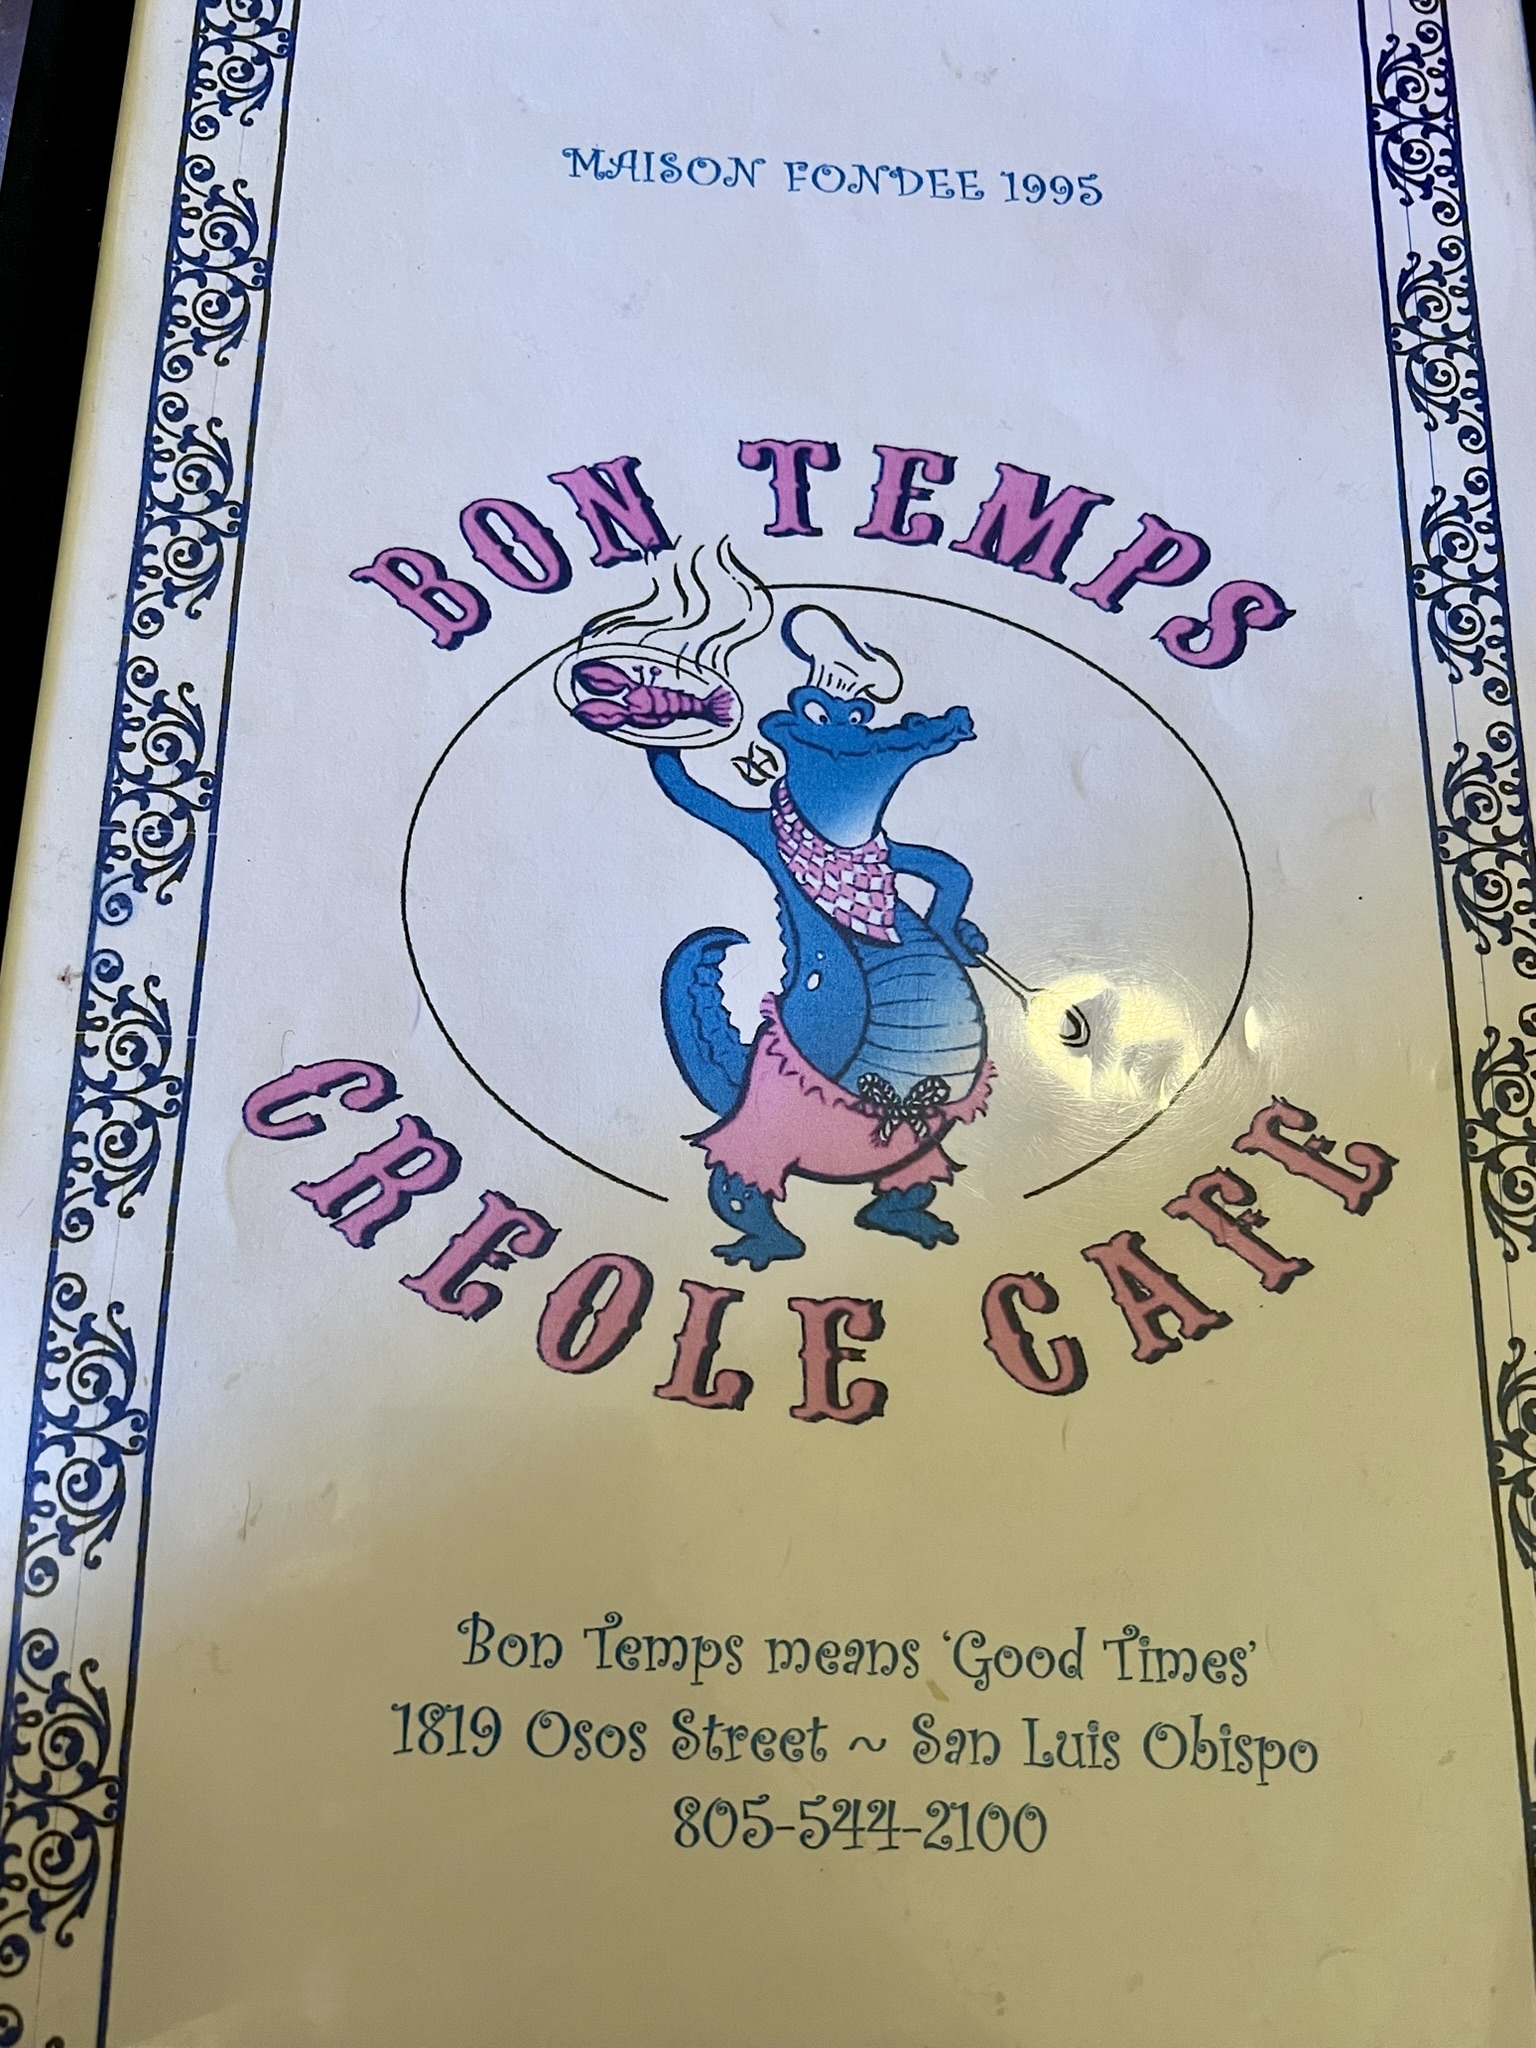 MAISON FONDEE 1995
BON TEMPS
CREOLE CAFE
Bon Temps means ‘Good Times’
1819 Osos Street ~ San Luis Obispo
805-544-2100